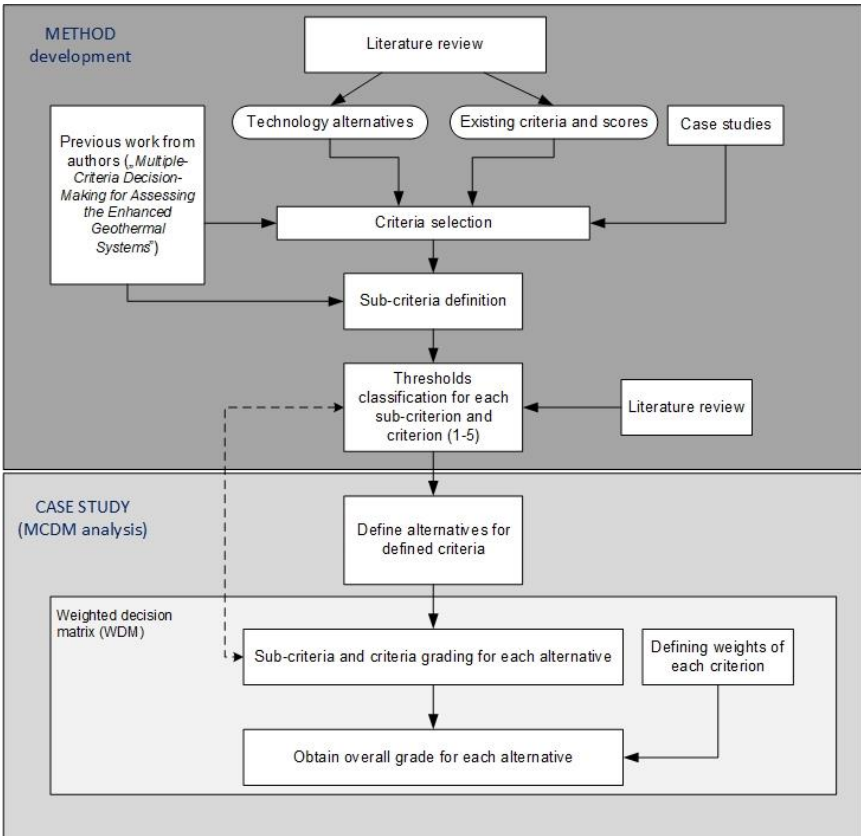 METHOD
development
Literature review
Technology alternatives
Existing criteria and scores
Case studies
Previous work from
authors („Multiple-
Criteria Decision-
Making for Assessing
the Enhanced
Geothermal
Systems”)
Criteria selection
Sub-criteria definition
Thresholds
classification for each
sub-criterion and
criterion (1-5)
Literature review
CASE STUDY
(MCDM analysis)
Define alternatives for
defined criteria
Weighted decision
matrix (WDM)
Sub-criteria and criteria grading for each alternative
Defining weights of
each criterion
Obtain overall grade for each alternative